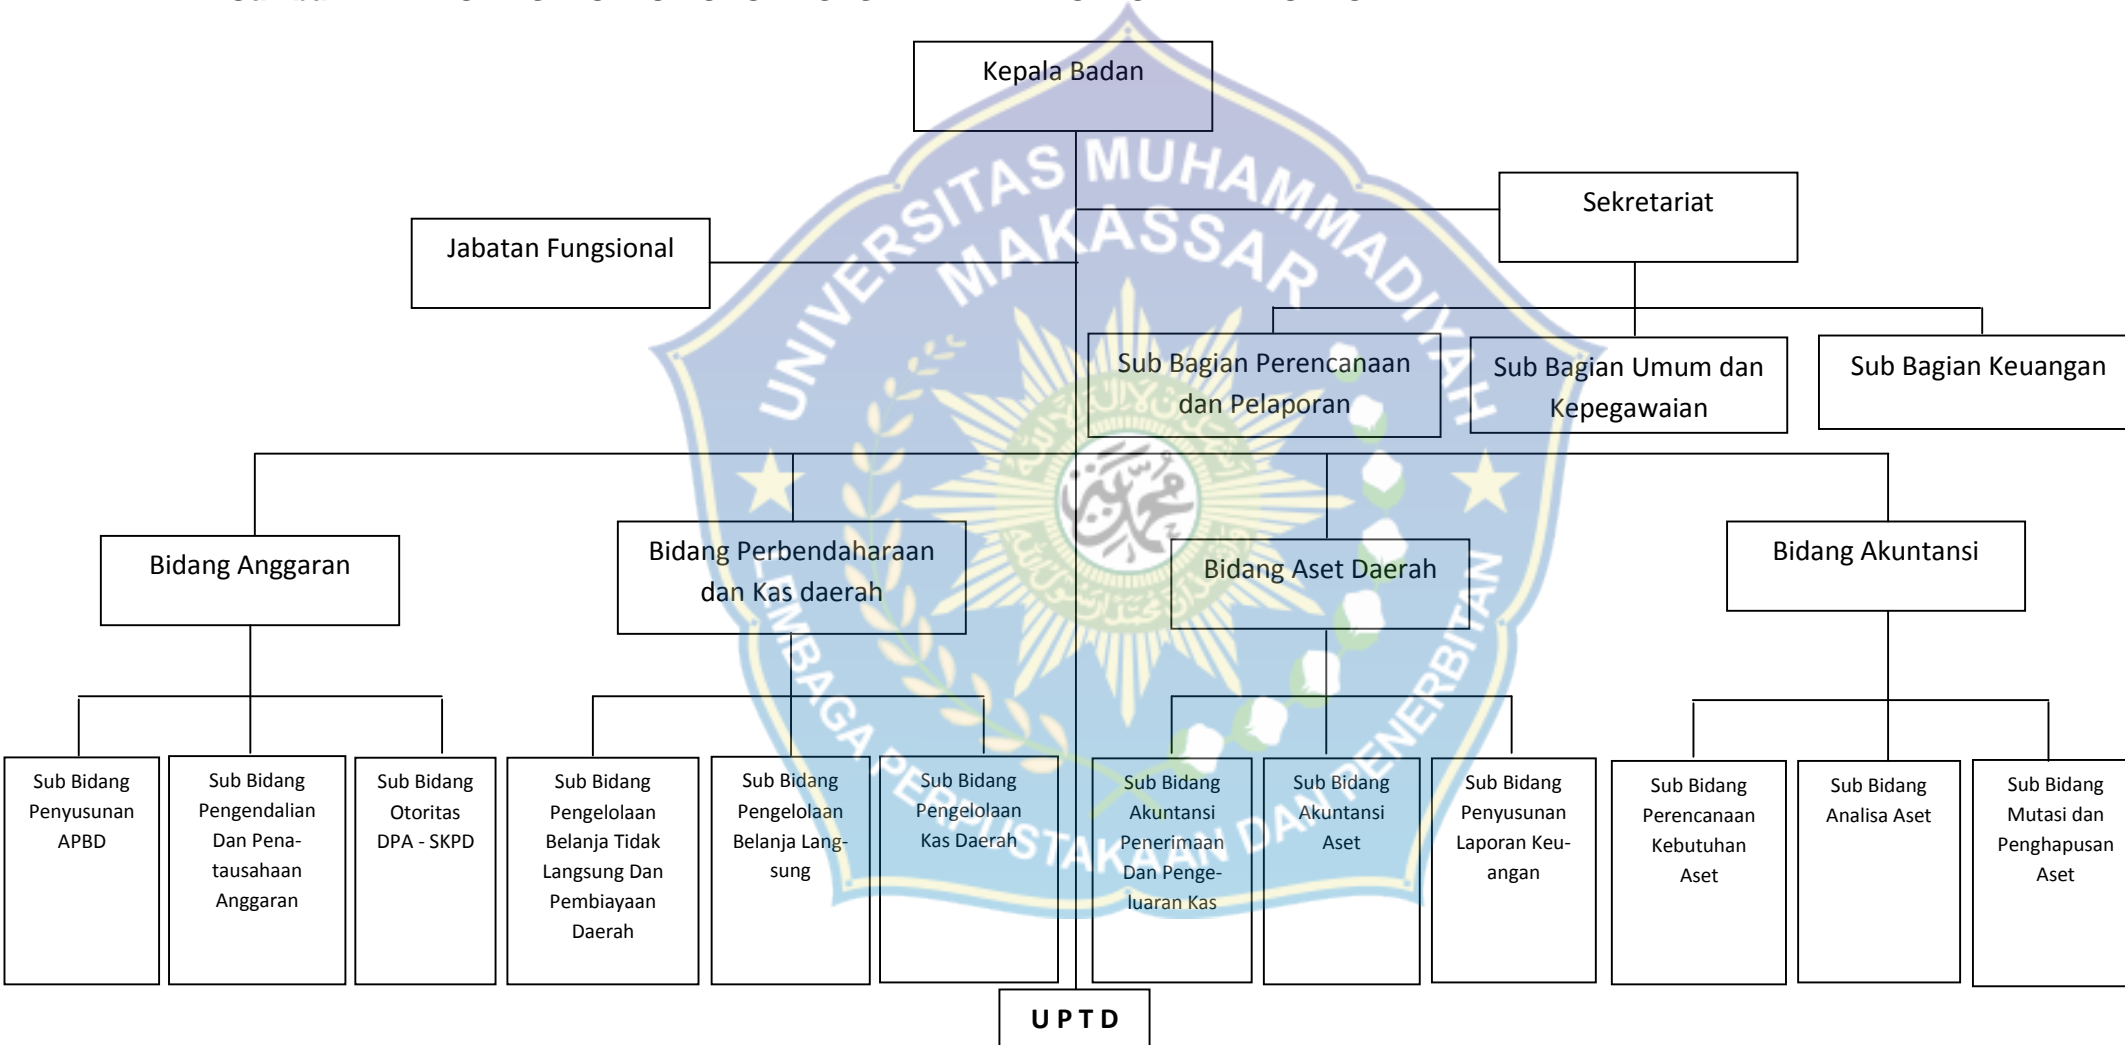 Kepala Badan
Sekretariat
Jabatan Fungsional
Sub Bagian Perencanaan
dan Pelaporan
Sub Bagian Umum dan
Kepegawaian
Sub Bagian Keuangan
Bidang Anggaran
Bidang Perbendaharaan
dan Kas daerah
Bidang Aset Daerah
Bidang Akuntansi
Sub Bidang
Penyusunan
APBD
Sub Bidang
Pengendalian
Dan Pena-
tausahaan
Anggaran
Sub Bidang
Otoritas
DPA - SKPD
Sub Bidang
Pengelolaan
Belanja Tidak
Langsung Dan
Pembiayaan
Daerah
Sub Bidang
Pengelolaan
Belanja Lang-
sung
Sub Bidang
Pengelolaan
Kas Daerah
Sub Bidang
Akuntansi
Penerimaan
Dan Penge-
luaran Kas
Sub Bidang
Akuntansi
Aset
Sub Bidang
Penyusunan
Laporan Keu-
angan
Sub Bidang
Perencanaan
Kebutuhan
Aset
Sub Bidang
Analisa Aset
Sub Bidang
Mutasi dan
Penghapusan
Aset
U P T D
UNIVERSITAS MUHAMMADIYAH
MAKASSAR
LEMBAGA PERPUSTAKAAN DAN PENERBITAN